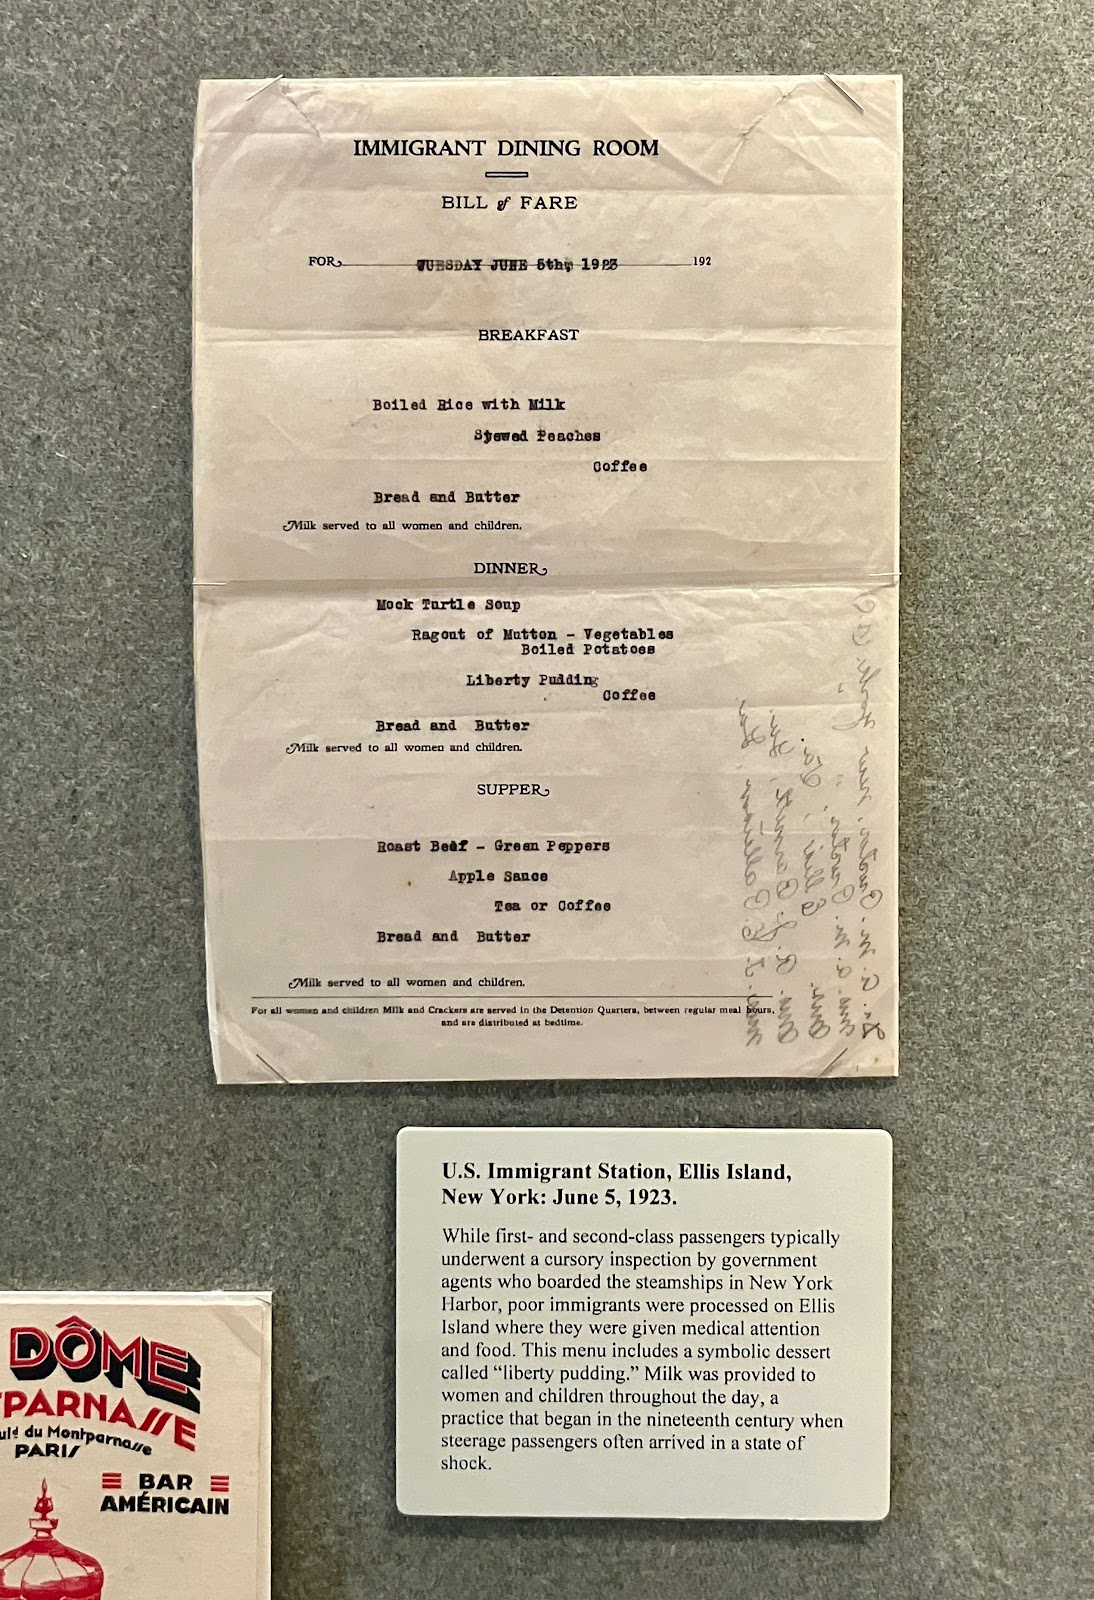 IMMIGRANT DINING ROOM
BILL of FARE
FOR TUESDAY JUNE 5th, 1923 192
BREAKFAST
Boiled Rice with Milk
Stewed Peaches
Coffee
Bread and Butter
Milk served to all women and children.
DINNER
Mock Turtle Soup
Ragout of Mutton - Vegetables
Boiled Potatoes
Liberty Pudding
Coffee
Bread and Butter
Milk served to all women and children.
SUPPER
Roast Beef - Green Peppers
Apple Sauce
Tea or Coffee
Bread and Butter
Milk served to all women and children.
For all women and children Milk and Crackers are served in the Detention Quarters, between regular meal hours,
and are distributed at bedtime.
U.S. Immigrant Station, Ellis Island,
New York: June 5, 1923.
While first- and second-class passengers typically
underwent a cursory inspection by government
agents who boarded the steamships in New York
Harbor, poor immigrants were processed on Ellis
Island where they were given medical attention
and food. This menu includes a symbolic dessert
called “liberty pudding.” Milk was provided to
women and children throughout the day, a
practice that began in the nineteenth century when
steerage passengers often arrived in a state of
shock.
DÔME
PARNASSE
du Montparnasse
PARIS
BAR
AMÉRICAIN